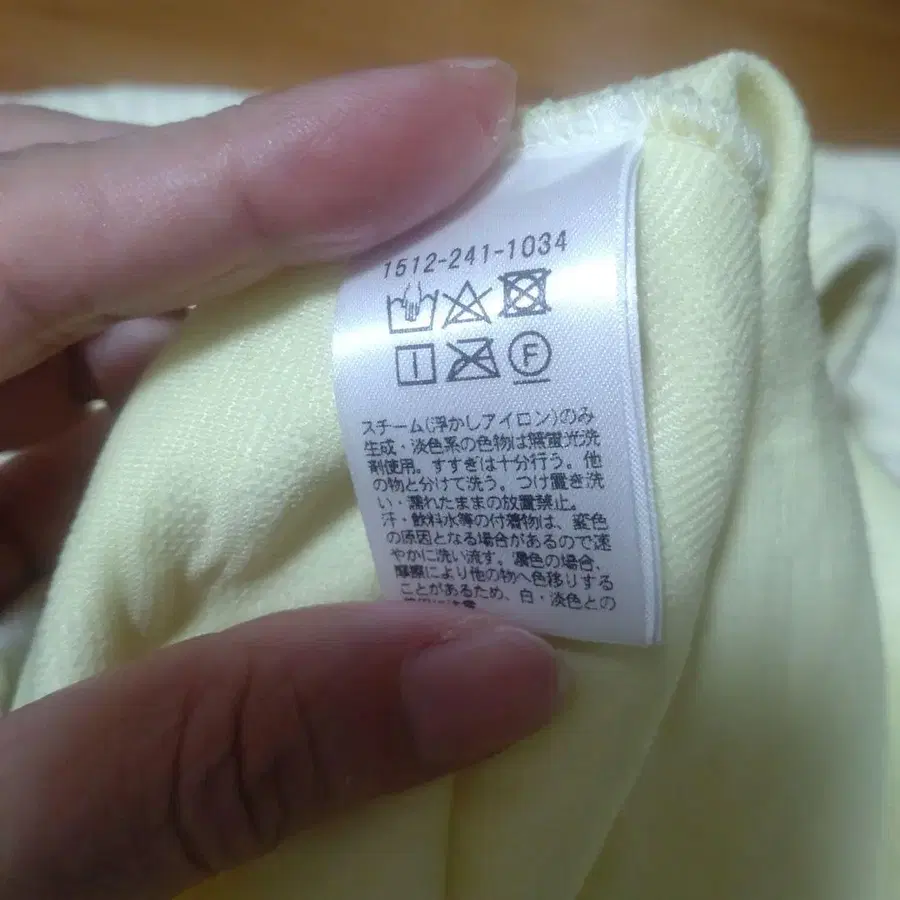 1512-241-1034
F
スチーム(浮かしアイロン)のみ
生成・淡色系の色物は無蛍光洗
剤使用。すすぎは十分行う。他
の物と分けて洗う。つけ置き洗
い・濡れたままの放置禁止。
汗・飲料水等の付着物は、変色
の原因となる場合があるので速
やかに洗い流す。濃色の場合、
摩擦により他の物へ色移りする
ことがあるため、白・淡色との